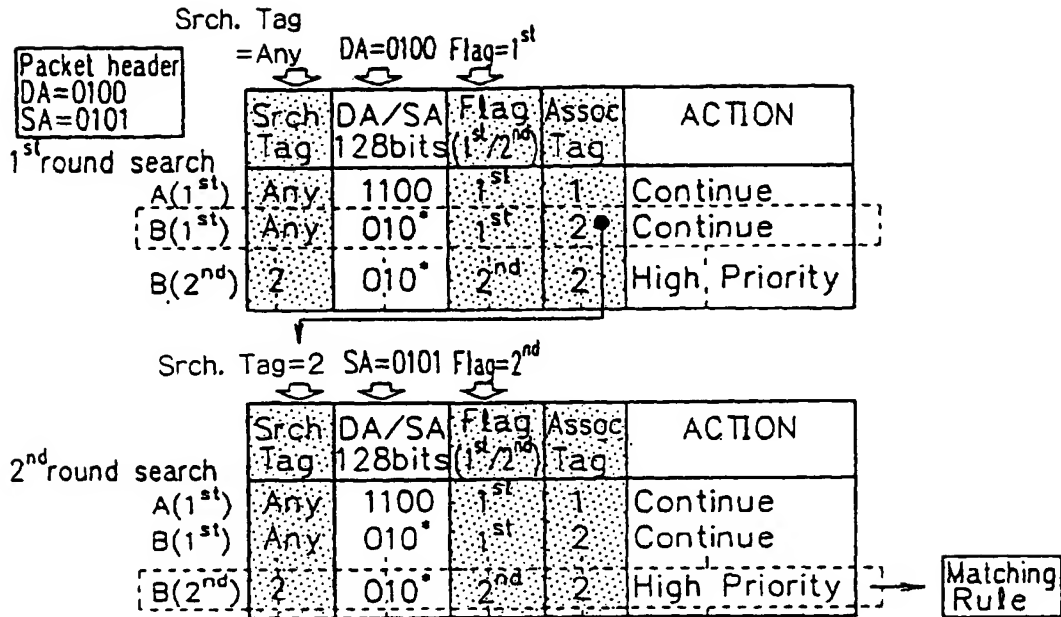 Srch. Tag
=Any DA=0100 Flag=1st
Packet header
DA=0100
SA=0101
Srch Tag DA/SA 128bits Flag (1st/2nd) Assoc Tag ACTION
1st round search
A(1st) Any 1100 1st 1 Continue
B(1st) Any 010* 1st 2 Continue
B(2nd) 2 010* 2nd 2 High Priority
Srch. Tag=2 SA=0101 Flag=2nd
Srch Tag DA/SA 128bits Flag (1st/2nd) Assoc Tag ACTION
2nd round search
A(1st) Any 1100 1st 1 Continue
B(1st) Any 010* 1st 2 Continue
B(2nd) 2 010* 2nd 2 High Priority
Matching
Rule